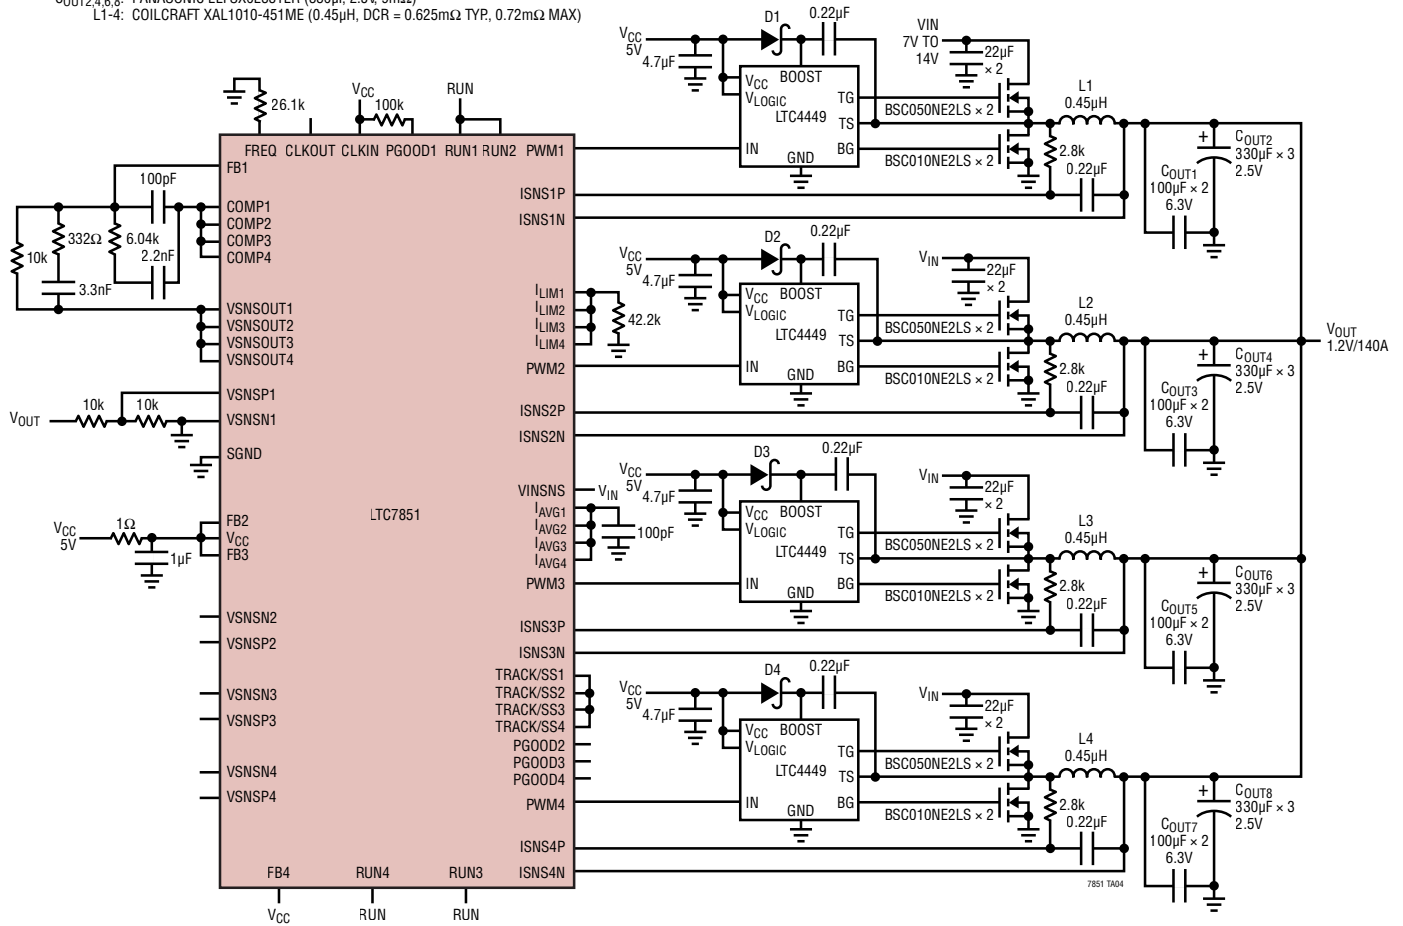 L1-4: COILCRAFT XAL1010-451ME (0.45µH, DCR = 0.625mΩ TYP., 0.72mΩ MAX)
26.1k
VCC
100k
RUN
FREQ CLKOUT CLKIN PGOOD1 RUN1 RUN2 PWM1
FB1
100pF
COMP1
COMP2
COMP3
COMP4
10k
332Ω
6.04k
2.2nF
3.3nF
VSNSOUT1
VSNSOUT2
VSNSOUT3
VSNSOUT4
VSNSP1
VOUT
10k
10k
VSNSN1
SGND
VCC
5V
1Ω
1µF
FB2
VCC
FB3
VSNSN2
VSNSP2
VSNSN3
VSNSP3
VSNSN4
VSNSP4
LTC7851
FB4
RUN4
RUN3
VCC
RUN
RUN
ISNS1P
ISNS1N
ILIM1
ILIM2
ILIM3
ILIM4
42.2k
PWM2
ISNS2P
ISNS2N
VINSNS
VIN
IAVG1
IAVG2
IAVG3
IAVG4
100pF
PWM3
ISNS3P
ISNS3N
TRACK/SS1
TRACK/SS2
TRACK/SS3
TRACK/SS4
PGOOD2
PGOOD3
PGOOD4
PWM4
ISNS4P
ISNS4N
VCC
5V
4.7µF
D1
0.22µF
VCC
VLOGIC
BOOST
LTC4449
TG
TS
IN
BG
GND
VIN
7V TO
14V
22µF
× 2
BSC050NE2LS × 2
BSC010NE2LS × 2
L1
0.45µH
2.8k
0.22µF
COUT1
100µF × 2
6.3V
+
COUT2
330µF × 3
2.5V
VCC
5V
4.7µF
D2
0.22µF
VCC
VLOGIC
BOOST
LTC4449
TG
TS
IN
BG
GND
VIN
22µF
× 2
BSC050NE2LS × 2
BSC010NE2LS × 2
L2
0.45µH
2.8k
0.22µF
COUT3
100µF × 2
6.3V
+
COUT4
330µF × 3
2.5V
VOUT
1.2V/140A
VCC
5V
4.7µF
D3
0.22µF
VCC
VLOGIC
BOOST
LTC4449
TG
TS
IN
BG
GND
VIN
22µF
× 2
BSC050NE2LS × 2
BSC010NE2LS × 2
L3
0.45µH
2.8k
0.22µF
COUT5
100µF × 2
6.3V
+
COUT6
330µF × 3
2.5V
VCC
5V
4.7µF
D4
0.22µF
VCC
VLOGIC
BOOST
LTC4449
TG
TS
IN
BG
GND
VIN
22µF
× 2
BSC050NE2LS × 2
BSC010NE2LS × 2
L4
0.45µH
2.8k
0.22µF
COUT7
100µF × 2
6.3V
+
COUT8
330µF × 3
2.5V
7851 TA04